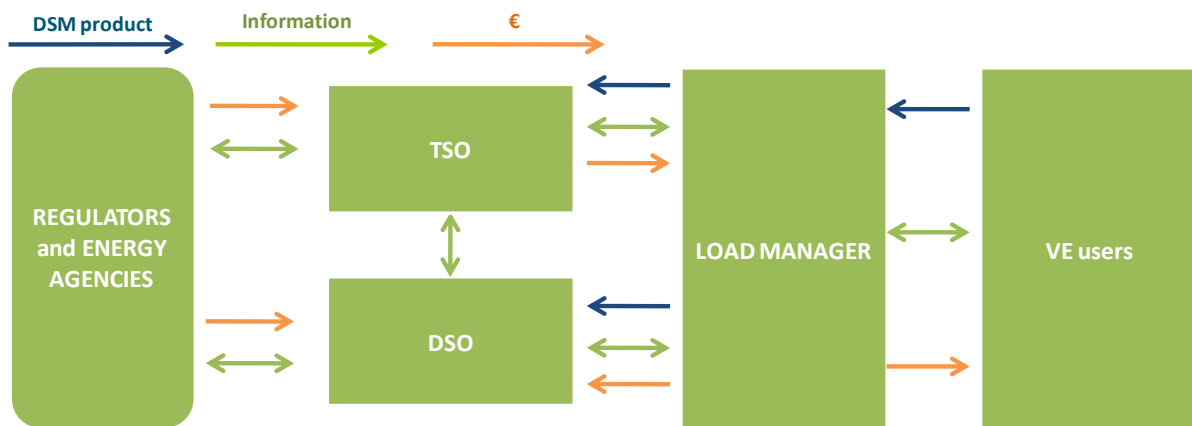 DSM product
Information
€
REGULATORS
and ENERGY
AGENCIES
TSO
DSO
LOAD MANAGER
VE users